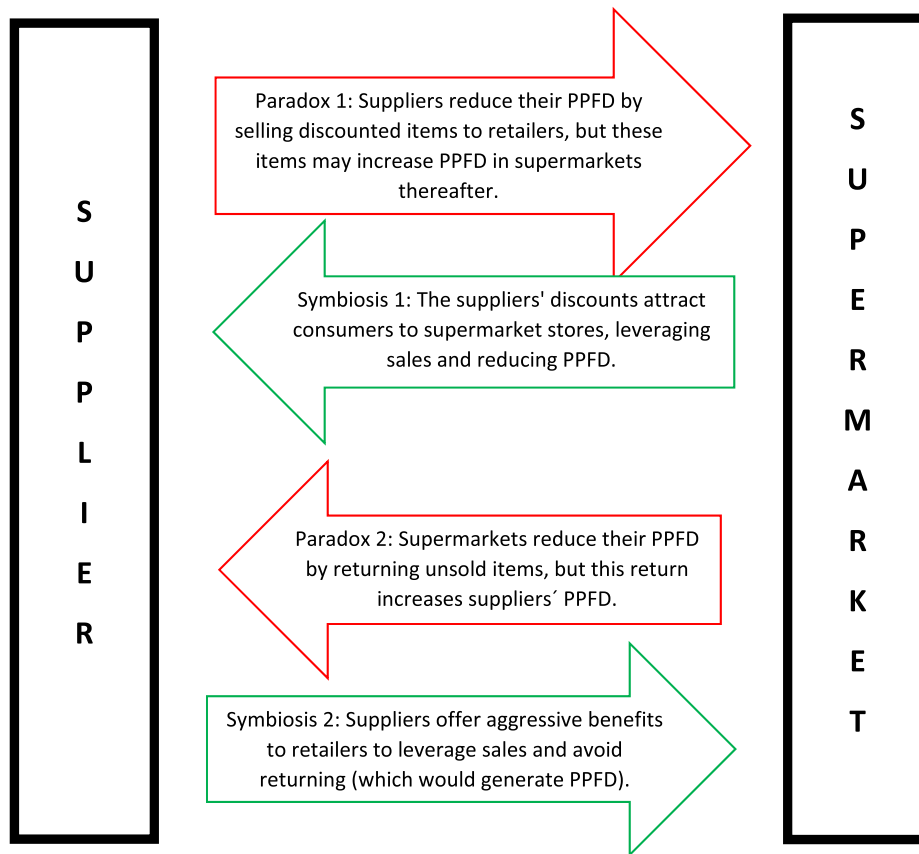 SUPPLIER
Paradox 1: Suppliers reduce their PPFD by
selling discounted items to retailers, but these
items may increase PPFD in supermarkets
thereafter.
Symbiosis 1: The suppliers' discounts attract
consumers to supermarket stores, leveraging
sales and reducing PPFD.
Paradox 2: Supermarkets reduce their PPFD
by returning unsold items, but this return
increases suppliers´ PPFD.
Symbiosis 2: Suppliers offer aggressive benefits
to retailers to leverage sales and avoid
returning (which would generate PPFD).
SUPERMARKET